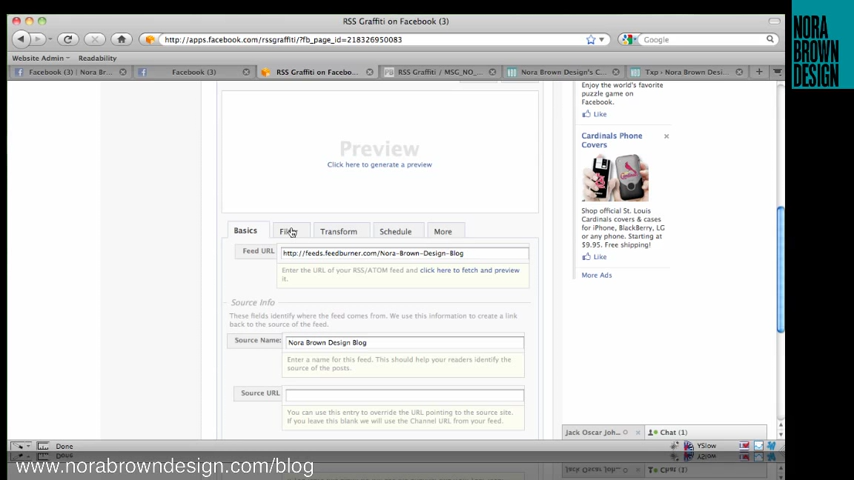 RSS Graffiti on Facebook (3)
http://apps.facebook.com/rssgraffiti/?fb_page_id=218326950083
Google
Website Admin
Readability
Facebook (3) | Nora Br...
Facebook (3)
RSS Graffiti on Facebo...
RSS Graffiti / MSG_NO_...
Nora Brown Design's C...
Txp - Nora Brown Desi...
NORA
BROWN
DESIGN
Enjoy the world's favorite
puzzle game on
Facebook.
Like
Cardinals Phone
Covers
Shop official St. Louis
Cardinals covers & cases
for iPhone, BlackBerry,
LG or any phone. Starting at
$9.95. Free shipping!
Like
More Ads
Preview
Click here to generate a preview
Basics
Transform
Schedule
More
Feed URL
http://feeds.feedburner.com/Nora-Brown-Design-Blog
Enter the URL of your RSS/ATOM feed and click here to fetch and preview
it.
Source Info
These fields identify where the feed comes from. We use this information to create a link
back to the source of the feed.
Source Name:
Nora Brown Design Blog
Enter a name for this feed. This should help your readers identify the
source of the posts.
Source URL
You can use this entry to override the URL pointing to the source site.
If you leave this blank we will use the Channel URL from your feed.
Jack Oscar Joh...
Chat (1)
Done
YSlow
www.norabrowndesign.com/blog